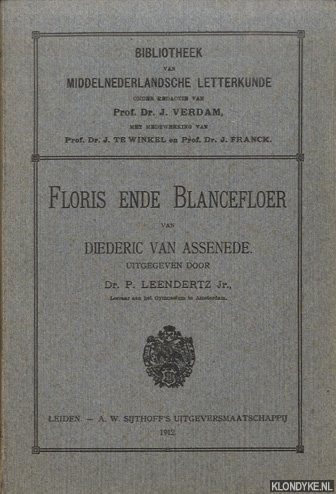 BIBLIOTHEEK
VAN
MIDDELNEDERLANDSCHE LETTERKUNDE
ONDER REDACTIE VAN
Prof. Dr. J. VERDAM,
MET MEDEWERKING VAN
Prof. Dr. J. TE WINKEL en Prof. Dr. J. FRANCK.
FLORIS ENDE BLANCEFLOER
VAN
DIEDERIC VAN ASSENEDE.
UITGEGEVEN DOOR
Dr. P. LEENDERTZ Jr.,
Leeraar aan het Gymnasium te Amsterdam.
LEIDEN. — A. W. SIJTHOFF'S UITGEVERSMAATSCHAPPIJ
1912
KLONDYKE.NL